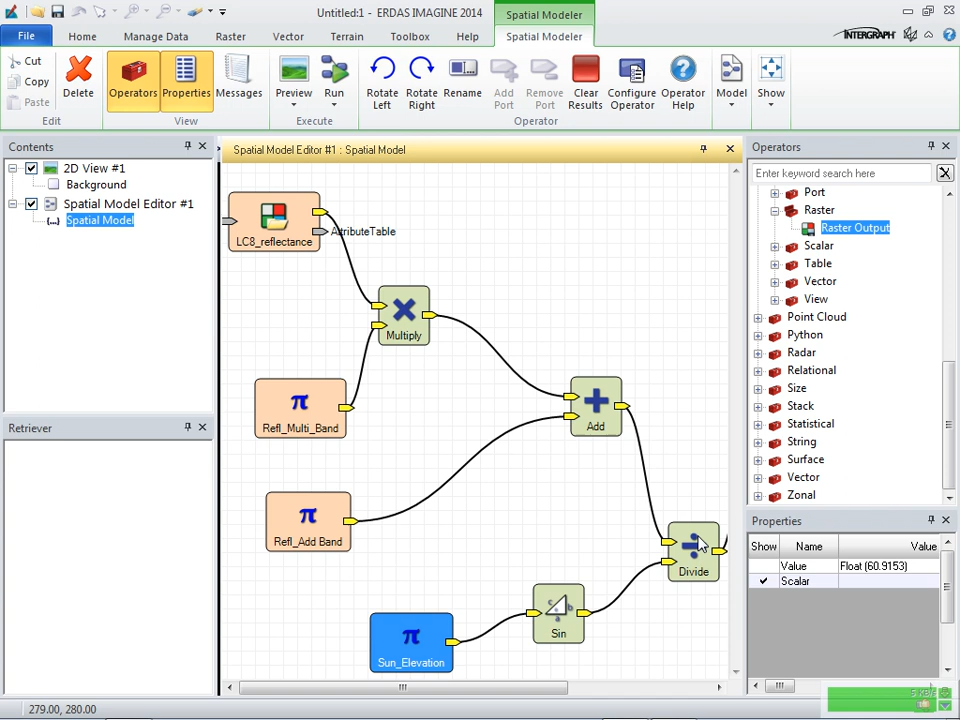 Untitled:1 - ERDAS IMAGINE 2014
Spatial Modeler
File Home Manage Data Raster Vector Terrain Toolbox Help Spatial Modeler
INTERGRAPH
Cut
Copy
Paste
Edit
Delete
Operators
Properties
Messages
View
Preview
Run
Execute
Rotate Left
Rotate Right
Rename
Add Port
Remove Port
Clear Results
Configure Operator
Operator Help
Operator
Model
Show
Contents
2D View #1
Background
Spatial Model Editor #1
Spatial Model
Retriever
Spatial Model Editor #1 : Spatial Model
LC8_reflectance
AttributeTable
Multiply
π
Refl_Multi_Band
Add
π
Refl_Add Band
Divide
Sin
π
Sun_Elevation
Operators
Enter keyword search here
Port
Raster
Raster Output
Scalar
Table
Vector
View
Point Cloud
Python
Radar
Relational
Size
Stack
Statistical
String
Surface
Vector
Zonal
Properties
Show Name Value
Value Float (60.9153)
Scalar
279.00, 280.00